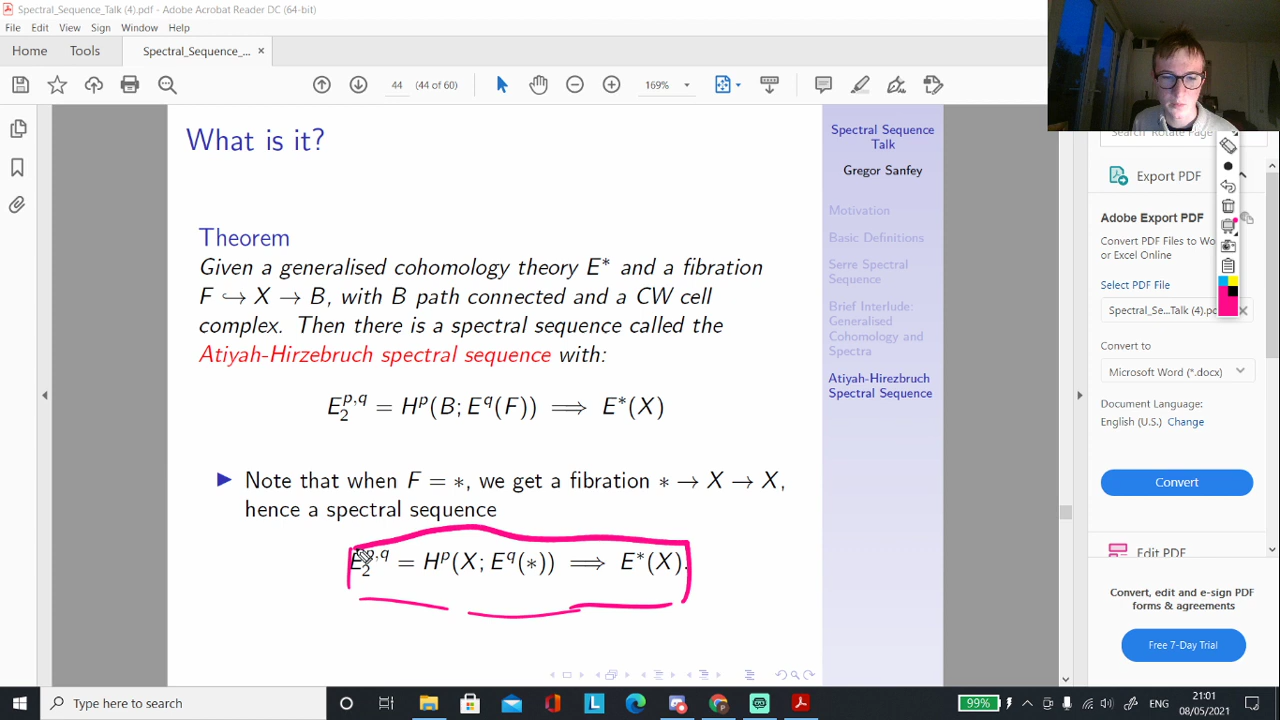 Spectral_Sequence_Talk (4).pdf - Adobe Acrobat Reader DC (64-bit)
File Edit View Sign Window Help
Home Tools Spectral_Sequence_... ×
44 (44 of 60) 169%
What is it?
Theorem
Given a generalised cohomology theory E* and a fibration
F ↪ X → B, with B path connected and a CW cell
complex. Then there is a spectral sequence called the
Atiyah-Hirzebruch spectral sequence with:
E₂^{p,q} = H^p(B; E^q(F)) ⟹ E*(X)
▶ Note that when F = ∗, we get a fibration ∗ → X → X,
hence a spectral sequence
E₂^{p,q} = H^p(X; E^q(∗)) ⟹ E*(X).
Spectral Sequence
Talk
Gregor Sanfey
Motivation
Basic Definitions
Serre Spectral
Sequence
Brief Interlude:
Generalised
Cohomology and
Spectra
Atiyah-Hirezbruch
Spectral Sequence
Search 'Rotate Page'
Export PDF
Adobe Export PDF
Convert PDF Files to Wo
or Excel Online
Select PDF File
Spectral_Se...Talk (4).pd
Convert to
Microsoft Word (*.docx)
Document Language:
English (U.S.) Change
Convert
Edit PDF
Convert, edit and e-sign PDF
forms & agreements
Free 7-Day Trial
Type here to search
99%
ENG
21:01
08/05/2021